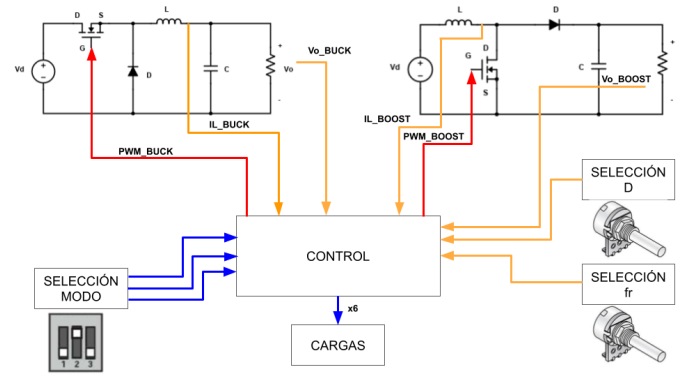 D S L
G
Vd
D
C
+
Vo
-
Vo_BUCK
IL_BUCK
PWM_BUCK
L D
D
G
S
Vd
C
+
Vo_BOOST
-
IL_BOOST
PWM_BOOST
SELECCIÓN
D
CONTROL
SELECCIÓN
MODO
SELECCIÓN
fr
x6
CARGAS
1 2 3